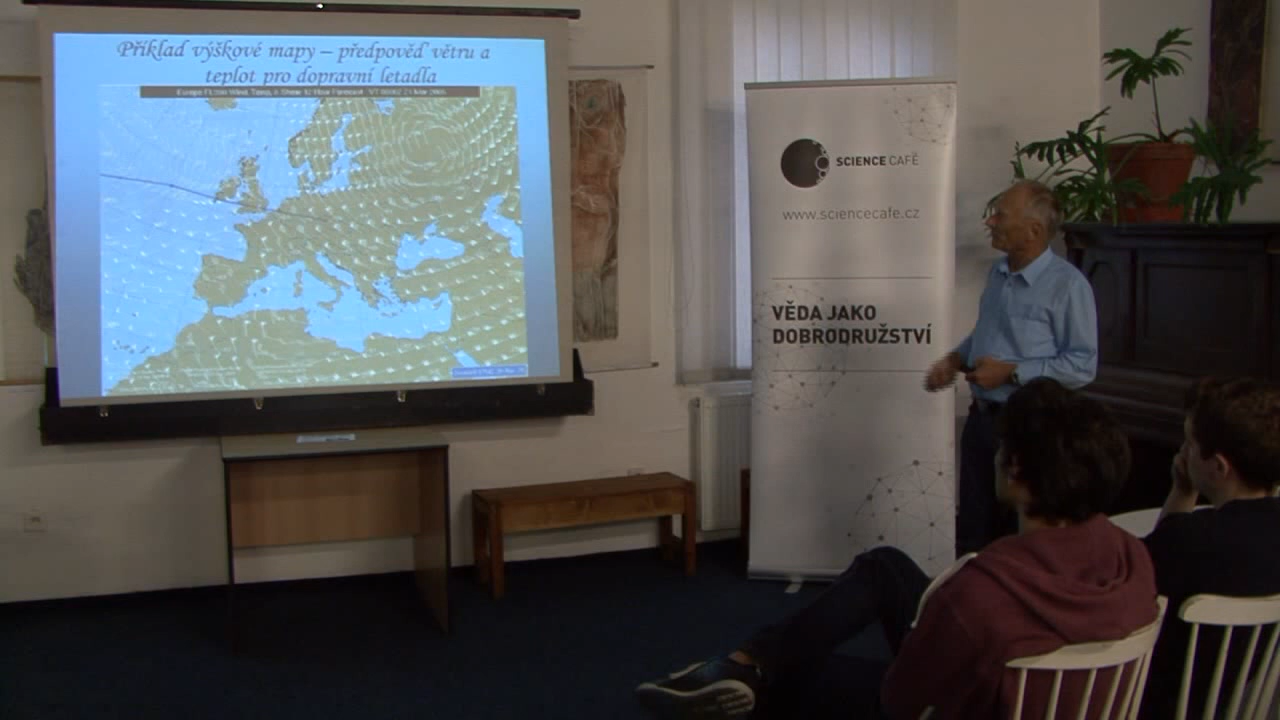 Příklad výškové mapy – předpověď větru a
teplot pro dopravní letadla
SCIENCE CAFÉ
www.sciencecafe.cz
VĚDA JAKO
DOBRODRUŽSTVÍ